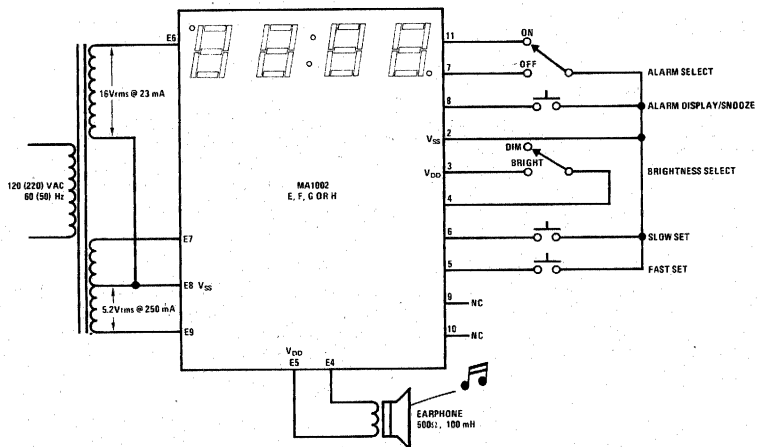 E6
16Vrms @ 23 mA
120 (220) VAC
60 (50) Hz
E7
E8 VSS
5.2Vrms @ 250 mA
E9
MA1002
E, F, G OR H
VDD
E5
E4
EARPHONE
500Ω, 100 mH
11
ON
7
OFF
ALARM SELECT
8
ALARM DISPLAY/SNOOZE
VSS
2
DIM
VDD
3
BRIGHT
BRIGHTNESS SELECT
4
6
SLOW SET
5
FAST SET
9
NC
10
NC